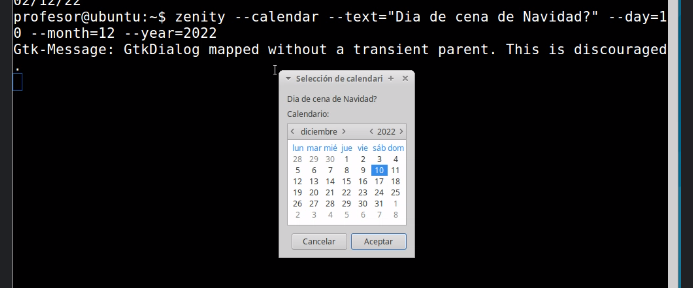 02/12/22
profesor@ubuntu:~$ zenity --calendar --text="Dia de cena de Navidad?" --day=1
0 --month=12 --year=2022
Gtk-Message: GtkDialog mapped without a transient parent. This is discouraged
.
Selección de calendari
Dia de cena de Navidad?
Calendario:
< diciembre > < 2022 >
lun mar mié jue vie sáb dom
28 29 30 1 2 3 4
5 6 7 8 9 10 11
12 13 14 15 16 17 18
19 20 21 22 23 24 25
26 27 28 29 30 31 1
2 3 4 5 6 7 8
Cancelar Aceptar